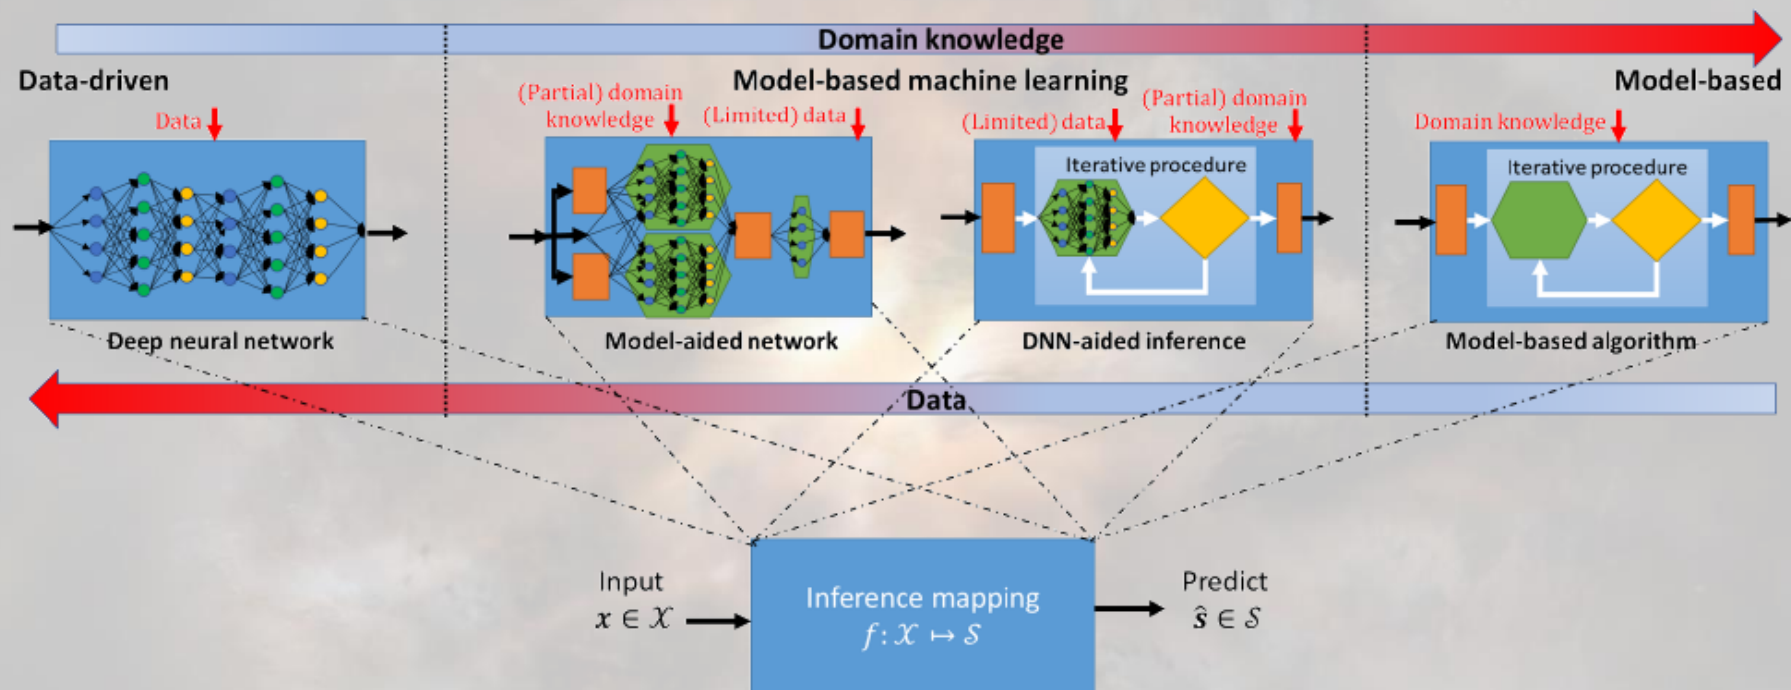 Domain knowledge
Data-driven
Model-based machine learning
Model-based
Data
(Partial) domain
knowledge
(Limited) data
(Limited) data
(Partial) domain
knowledge
Domain knowledge
Iterative procedure
Iterative procedure
Deep neural network
Model-aided network
DNN-aided inference
Model-based algorithm
Data
Input
x ∈ 𝒳
Inference mapping
f: 𝒳 ↦ 𝒮
Predict
ŝ ∈ 𝒮